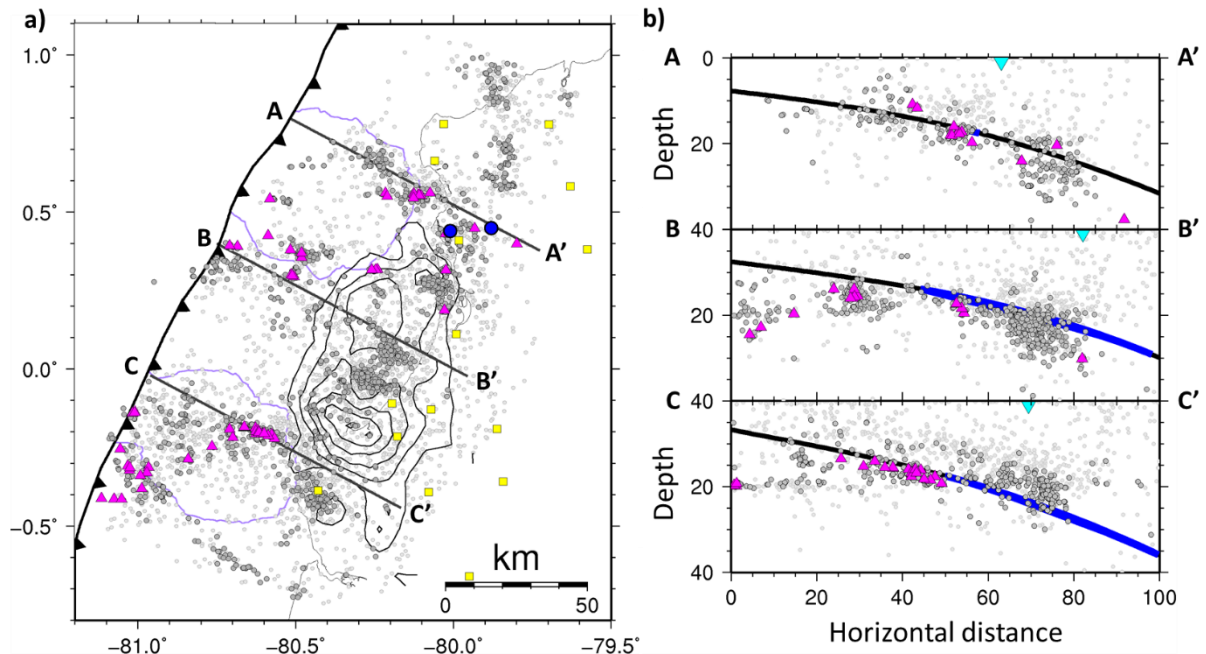 a)
1.0°
0.5°
0.0°
−0.5°
−81.0°
−80.5°
−80.0°
−79.5°
A
A'
B
B'
C
C'
km
0
50
b)
A
A'
0
20
Depth
B
40
B'
20
Depth
C
40
C'
20
Depth
40
0
20
40
60
80
100
Horizontal distance